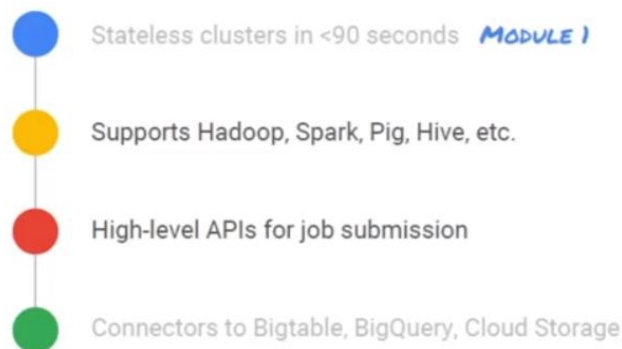 Stateless clusters in <90 seconds MODULE 1
Supports Hadoop, Spark, Pig, Hive, etc.
High-level APIs for job submission
Connectors to Bigtable, BigQuery, Cloud Storage